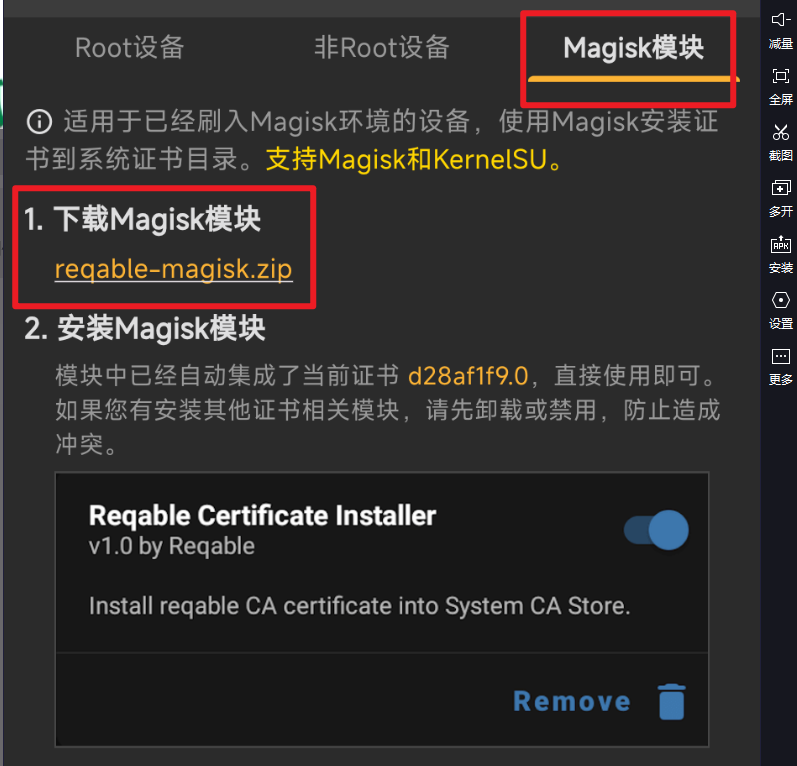 Root设备
非Root设备
Magisk模块
适用于已经刷入Magisk环境的设备，使用Magisk安装证
书到系统证书目录。支持Magisk和KernelSU。
1. 下载Magisk模块
reqable-magisk.zip
2. 安装Magisk模块
模块中已经自动集成了当前证书 d28af1f9.0，直接使用即可。
如果您有安装其他证书相关模块，请先卸载或禁用，防止造成
冲突。
Reqable Certificate Installer
v1.0 by Reqable
Install reqable CA certificate into System CA Store.
Remove
减量
全屏
截图
多开
APK
安装
设置
更多